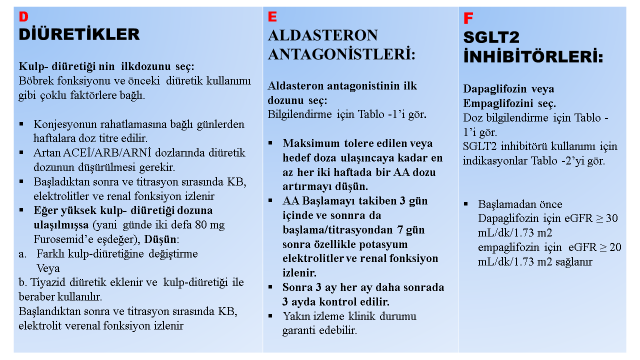 D
DİÜRETİKLER
Kulp- diüretiği nin ilkdozunu seç:
Böbrek fonksiyonu ve önceki diüretik kullanımı
gibi çoklu faktörlere bağlı.
▪ Konjesyonun rahatlamasına bağlı günlerden
haftalara doz titre edilir.
▪ Artan ACEİ/ARB/ARNİ dozlarında diüretik
dozunun düşürülmesi gerekir.
▪ Başladıktan sonra ve titrasyon sırasında KB,
elektrolitler ve renal fonksiyon izlenir
▪ Eğer yüksek kulp- diüretiği dozuna
ulaşılmışsa (yani günde iki defa 80 mg
Furosemid’e eşdeğer), Düşün:
a. Farklı kulp-diüretiğine değiştirme
Veya
b. Tiyazid diüretik eklenir ve kulp-diüretiği ile
beraber kullanılır.
Başlandıktan sonra ve titrasyon sırasında KB,
elektrolit verenal fonksiyon izlenir
E
ALDASTERON
ANTAGONİSTLERİ:
Aldasteron antagonistinin ilk
dozunu seç:
Bilgilendirme için Tablo -1’i gör.
▪ Maksimum tolere edilen veya
hedef doza ulaşıncaya kadar en
az her iki haftada bir AA dozu
artırmayı düşün.
▪ AA Başlamayı takiben 3 gün
içinde ve sonnra da
başlama/titrasyondan 7 gün
sonra özellikle potasyum
elektrolitler ve renal fonksiyon
izlenir.
▪ Sonra 3 ay her ay daha sonrada
3 ayda kontrol edilir.
▪ Yakın izleme klinik durumu
garanti edebilir.
F
SGLT2
İNHİBİTÖRLERİ:
Dapaglifozin veya
Empaglifozini seç.
Doz bilgilendirme için Tablo -
1’i gör.
SGLT2 inhibitörü kullanımı için
indikasyonlar Tablo -2’yi gör.
▪ Başlamadan önce
Dapaglifozin için eGFR ≥ 30
mL/dk/1.73 m2
empaglifozin için eGFR ≥ 20
mL/dk/1.73 m2 sağlanır